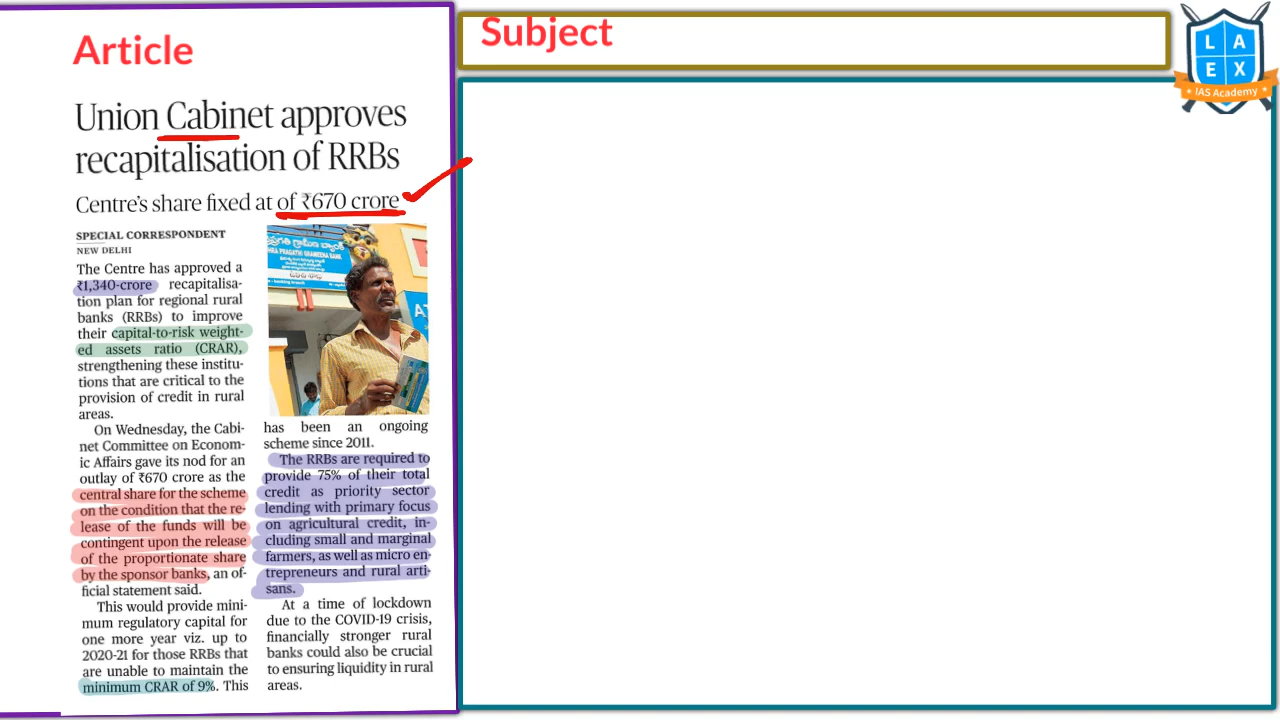 Article
Union Cabinet approves
recapitalisation of RRBs
Centre's share fixed at of ₹670 crore
SPECIAL CORRESPONDENT
NEW DELHI
The Centre has approved a
₹1,340-crore recapitalisa-
tion plan for regional rural
banks (RRBs) to improve
their capital-to-risk weight-
ed assets ratio (CRAR),
strengthening these institu-
tions that are critical to the
provision of credit in rural
areas.
On Wednesday, the Cabi-
net Committee on Econom-
ic Affairs gave its nod for an
outlay of ₹670 crore as the
central share for the scheme
on the condition that the re-
lease of the funds will be
contingent upon the release
of the proportionate share
by the sponsor banks, an of-
ficial statement said.
This would provide mini-
mum regulatory capital for
one more year viz. up to
2020-21 for those RRBs that
are unable to maintain the
minimum CRAR of 9%. This
PRAGATHI GRAMEENA BANK
has been an ongoing
scheme since 2011.
The RRBs are required to
provide 75% of their total
credit as priority sector
lending with primary focus
on agricultural credit, in-
cluding small and marginal
farmers, as well as micro en-
trepreneurs and rural arti-
sans.
At a time of lockdown
due to the COVID-19 crisis,
financially stronger rural
banks could also be crucial
to ensuring liquidity in rural
areas.
Subject
L A
E X
IAS Academy